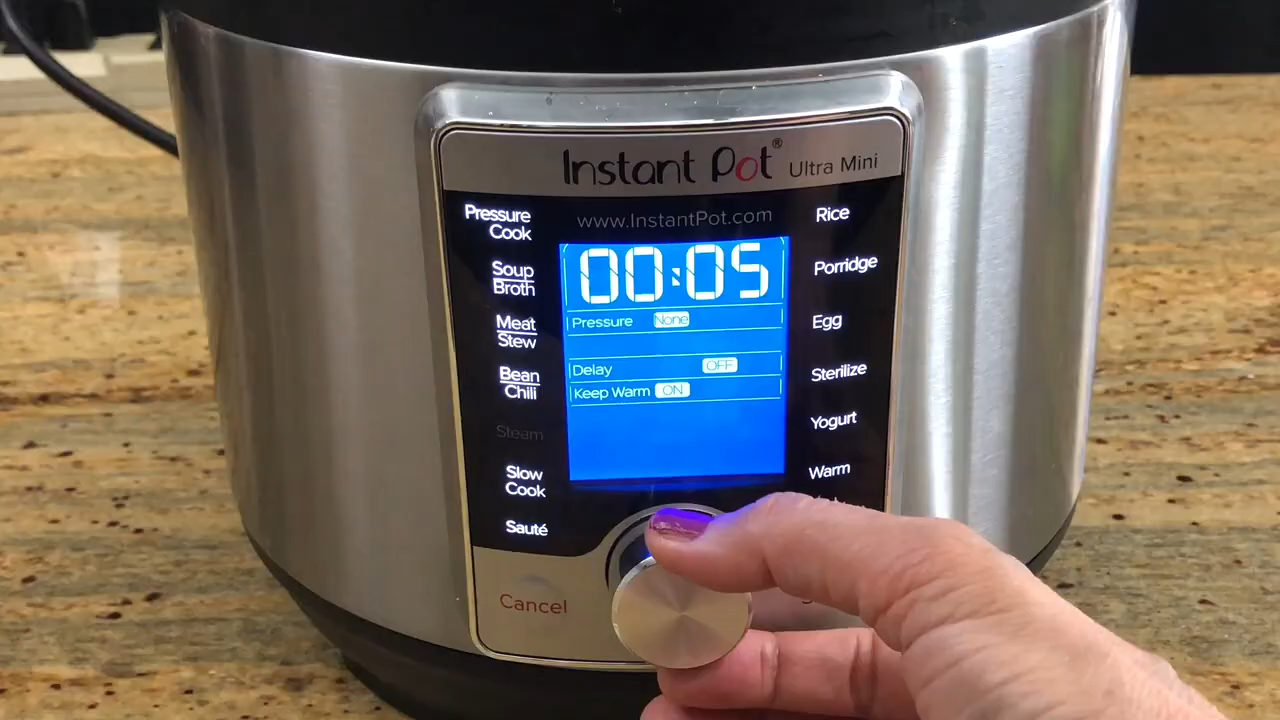 Instant Pot® Ultra Mini
www.InstantPot.com
Pressure
Cook
Soup
Broth
Meat
Stew
Bean
Chili
Steam
Slow
Cook
Sauté
00:05
Pressure None
Delay OFF
Keep Warm ON
Rice
Porridge
Egg
Sterilize
Yogurt
Warm
Cancel